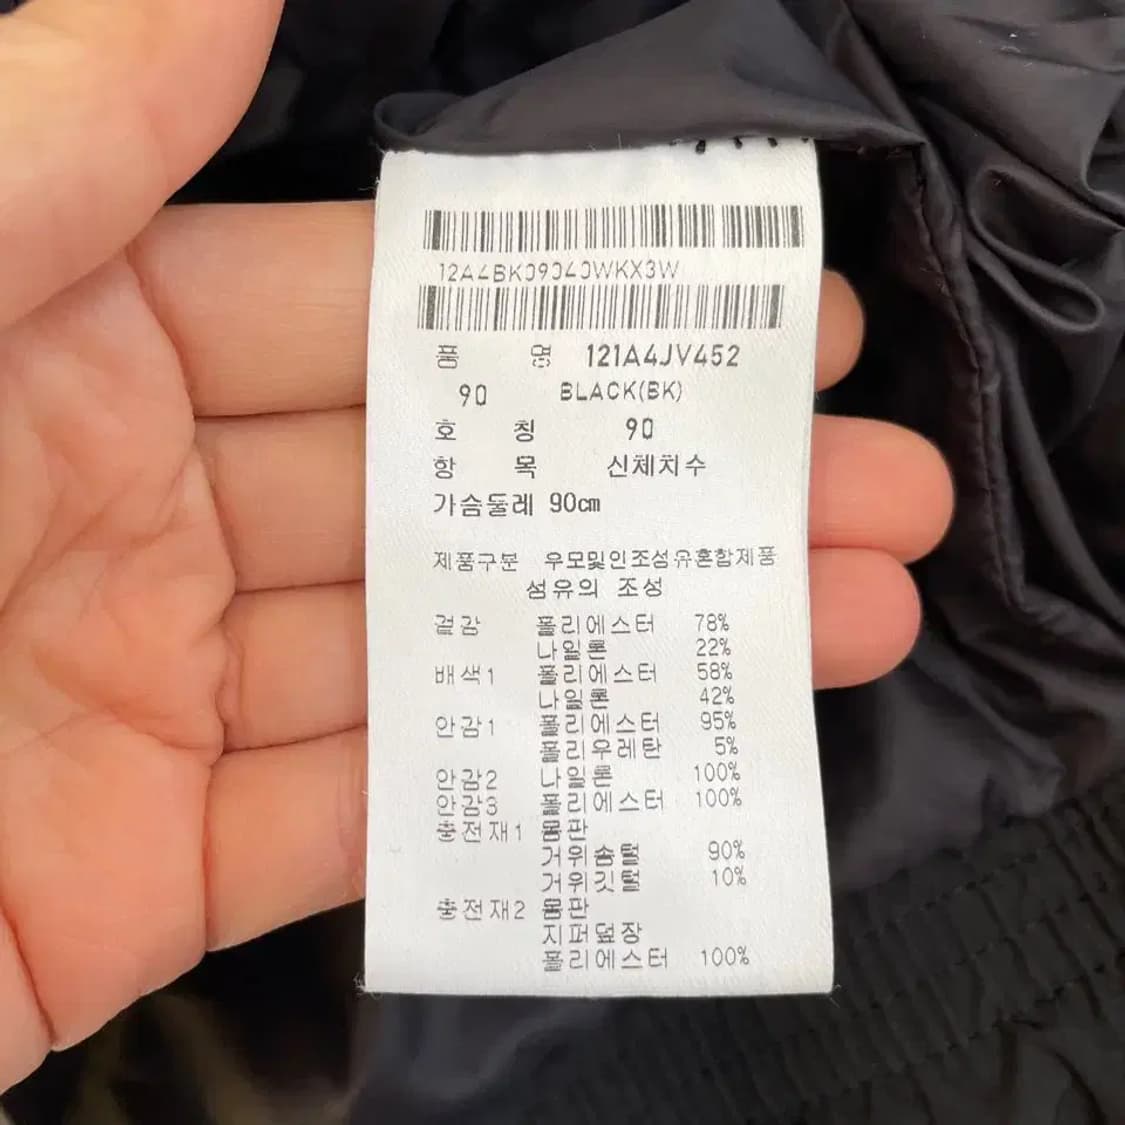 12A4BK09040WKX3W
품 명 121A4JV452
90 BLACK(BK)
호 칭 90
항 목 신체치수
가슴둘레 90㎝
제품구분 우모및인조섬유혼합제품
섬유의 조성
겉감 폴리에스터 78%
나일론 22%
배색1 폴리에스터 58%
나일론 42%
안감1 폴리에스터 95%
폴리우레탄 5%
안감2 나일론 100%
안감3 폴리에스터 100%
충전재1 몸판
거위솜털 90%
거위깃털 10%
충전재2 몸판
지퍼덮장
폴리에스터 100%